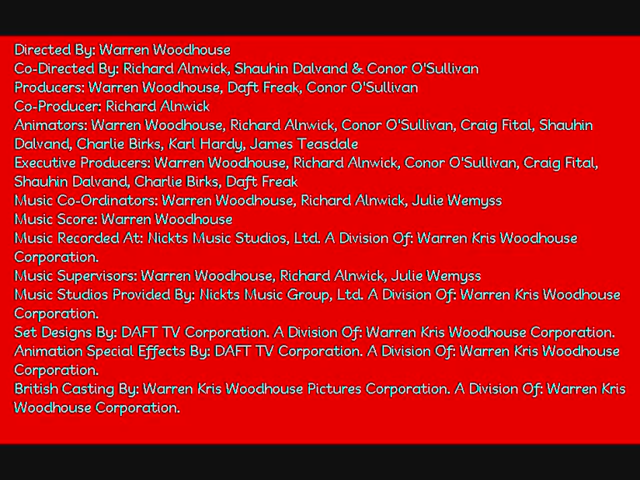 Directed By: Warren Woodhouse
Co-Directed By: Richard Alnwick, Shauhin Dalvand & Conor O'Sullivan
Producers: Warren Woodhouse, Daft Freak, Conor O'Sullivan
Co-Producer: Richard Alnwick
Animators: Warren Woodhouse, Richard Alnwick, Conor O'Sullivan, Craig Fital, Shauhin
Dalvand, Charlie Birks, Karl Hardy, James Teasdale
Executive Producers: Warren Woodhouse, Richard Alnwick, Conor O'Sullivan, Craig Fital,
Shauhin Dalvand, Charlie Birks, Daft Freak
Music Co-Ordinators: Warren Woodhouse, Richard Alnwick, Julie Wemyss
Music Score: Warren Woodhouse
Music Recorded At: Nickts Music Studios, Ltd. A Division Of: Warren Kris Woodhouse
Corporation.
Music Supervisors: Warren Woodhouse, Richard Alnwick, Julie Wemyss
Music Studios Provided By: Nickts Music Group, Ltd. A Division Of: Warren Kris Woodhouse
Corporation.
Set Designs By: DAFT TV Corporation. A Division Of: Warren Kris Woodhouse Corporation.
Animation Special Effects By: DAFT TV Corporation. A Division Of: Warren Kris Woodhouse
Corporation.
British Casting By: Warren Kris Woodhouse Pictures Corporation. A Division Of: Warren Kris
Woodhouse Corporation.